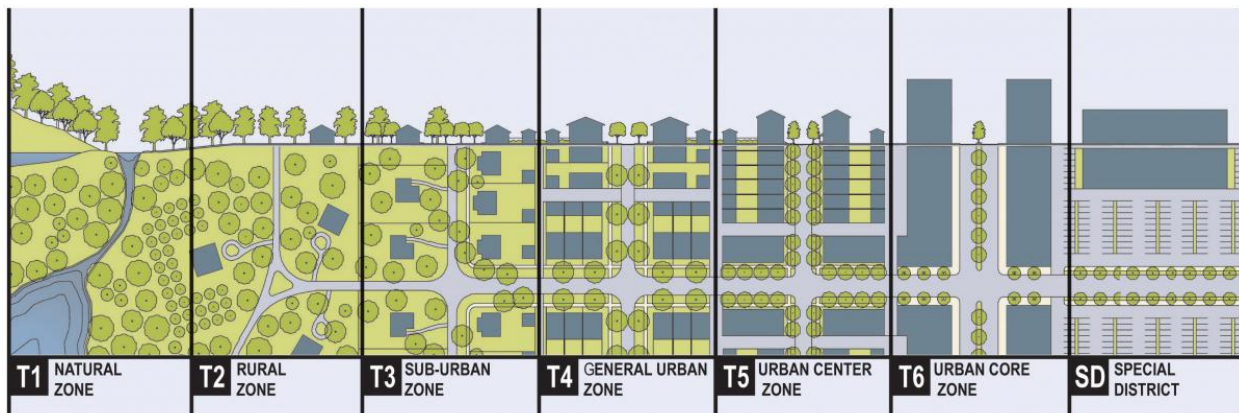 T1 NATURAL
ZONE
T2 RURAL
ZONE
T3 SUB-URBAN
ZONE
T4 GENERAL URBAN
ZONE
T5 URBAN CENTER
ZONE
T6 URBAN CORE
ZONE
SD SPECIAL
DISTRICT